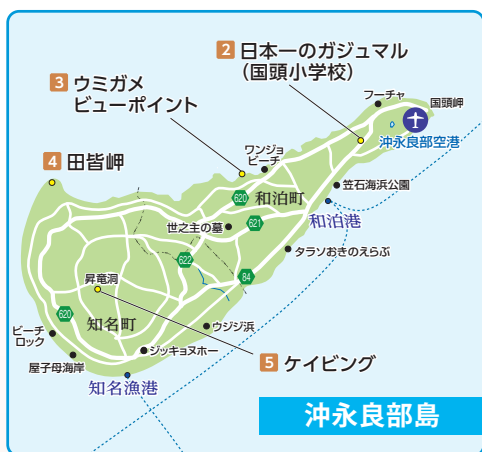 2 日本一のガジュマル
（国頭小学校）
3 ウミガメ
ビューポイント
フーチャ
国頭岬
沖永良部空港
ワンジョ
ビーチ
4 田皆岬
笠石海浜公園
620
和泊町
和泊港
世之主の墓
621
タラソおきのえらぶ
622
84
昇竜洞
620
知名町
ウジジ浜
ビーチ
ロック
ジッキョヌホー
屋子母海岸
5 ケイビング
知名漁港
沖永良部島